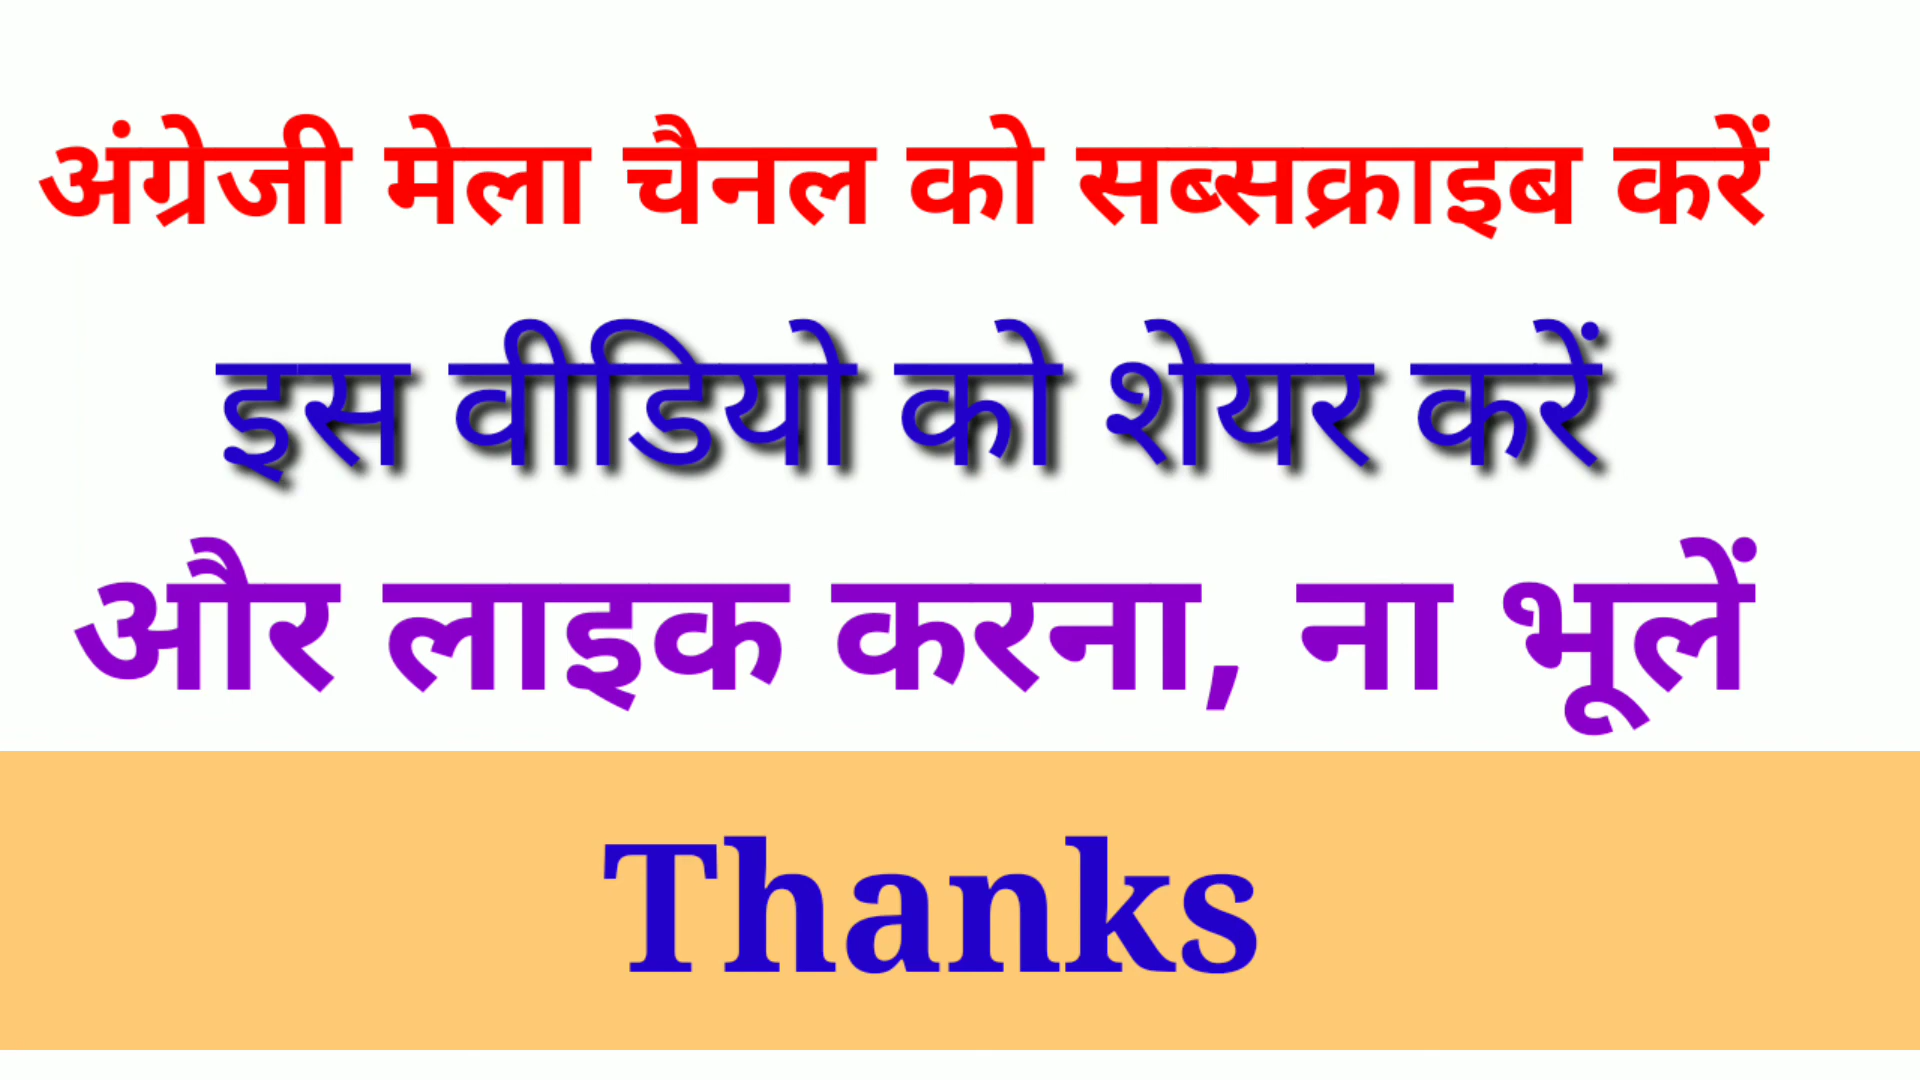 अंग्रेजी मेला चैनल को सब्सक्राइब करें
इस वीडियो को शेयर करें
और लाइक करना, ना भूलें
Thanks